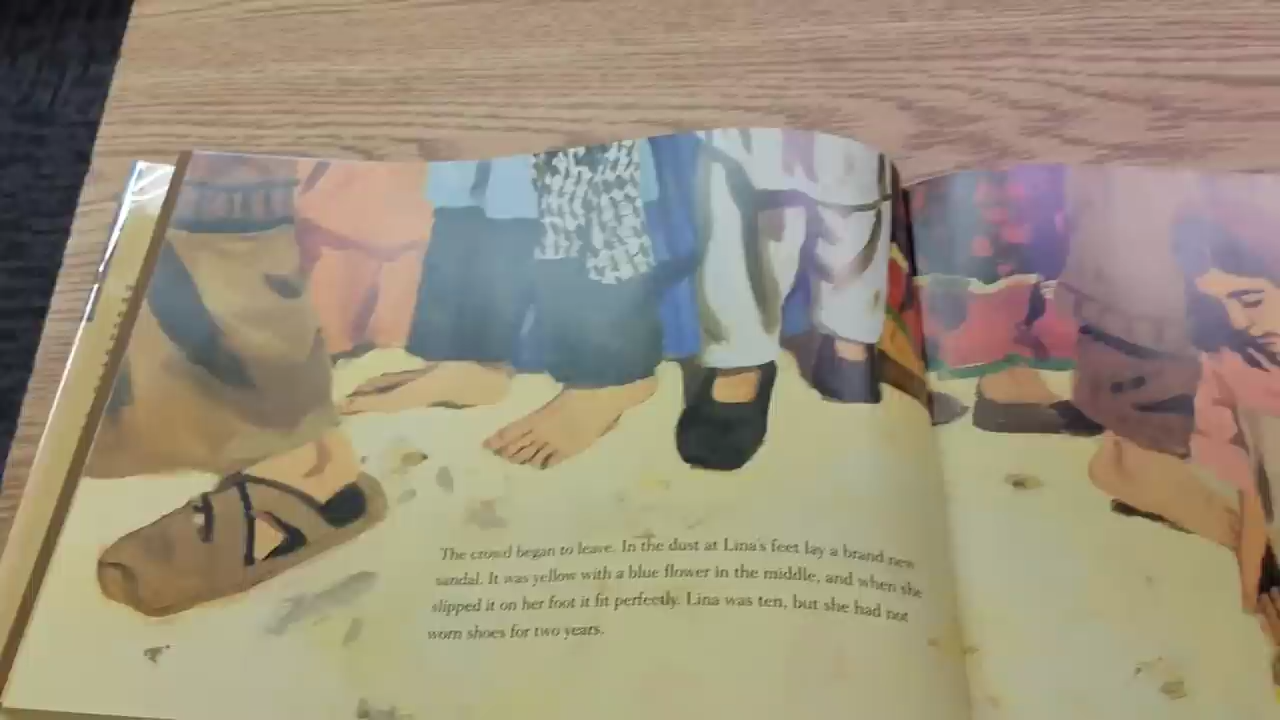 The crowd began to leave. In the dust at Lina's feet lay a brand new
sandal. It was yellow with a blue flower in the middle, and when she
slipped it on her foot it fit perfectly. Lina was ten, but she had not
worn shoes for two years.